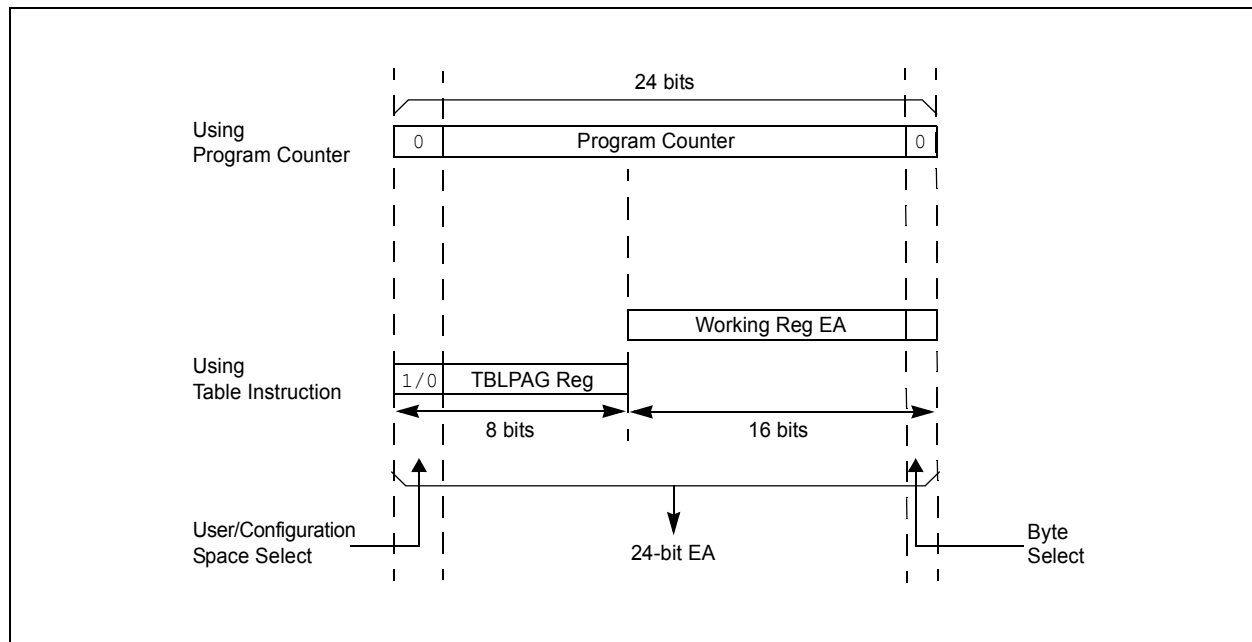 24 bits
Using
Program Counter
0
Program Counter
0
Working Reg EA
Using
Table Instruction
1/0
TBLPAG Reg
8 bits
16 bits
User/Configuration
Space Select
24-bit EA
Byte
Select